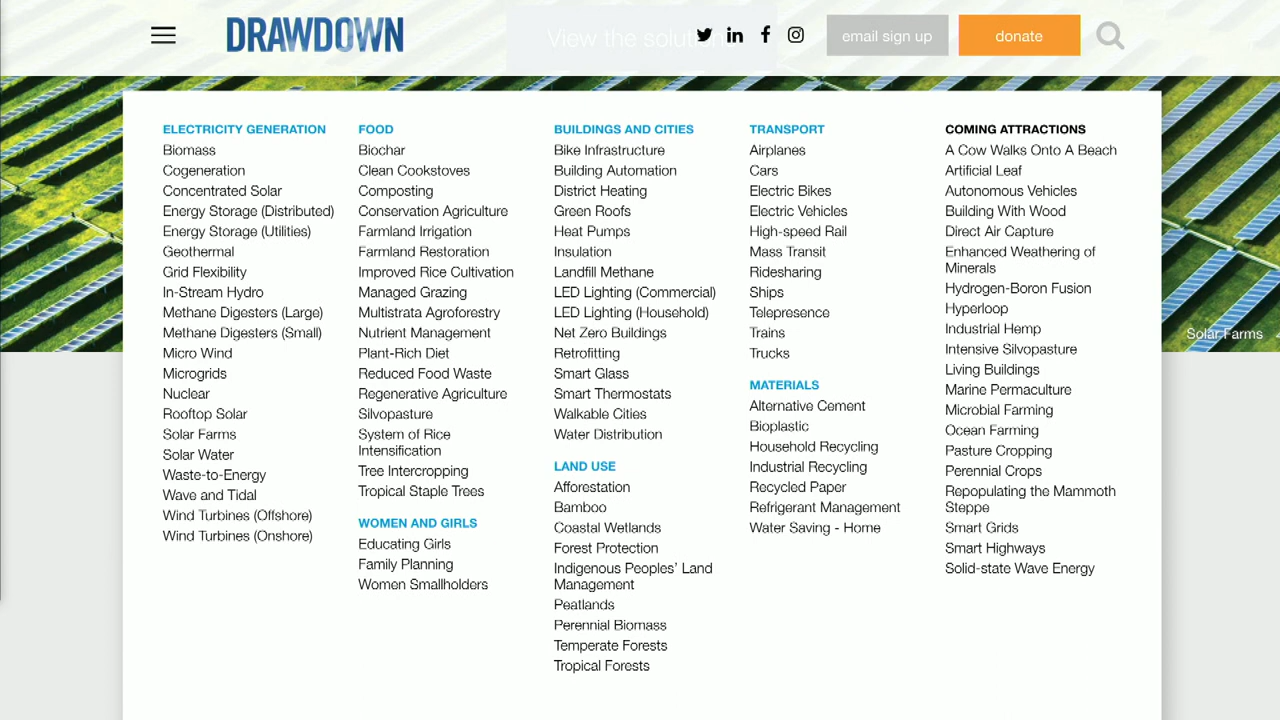 DRAWDOWN
View the solutions
email sign up
donate
ELECTRICITY GENERATION
Biomass
Cogeneration
Concentrated Solar
Energy Storage (Distributed)
Energy Storage (Utilities)
Geothermal
Grid Flexibility
In-Stream Hydro
Methane Digesters (Large)
Methane Digesters (Small)
Micro Wind
Microgrids
Nuclear
Rooftop Solar
Solar Farms
Solar Water
Waste-to-Energy
Wave and Tidal
Wind Turbines (Offshore)
Wind Turbines (Onshore)
FOOD
Biochar
Clean Cookstoves
Composting
Conservation Agriculture
Farmland Irrigation
Farmland Restoration
Improved Rice Cultivation
Managed Grazing
Multistrata Agroforestry
Nutrient Management
Plant-Rich Diet
Reduced Food Waste
Regenerative Agriculture
Silvopasture
System of Rice
Intensification
Tree Intercropping
Tropical Staple Trees
WOMEN AND GIRLS
Educating Girls
Family Planning
Women Smallholders
BUILDINGS AND CITIES
Bike Infrastructure
Building Automation
District Heating
Green Roofs
Heat Pumps
Insulation
Landfill Methane
LED Lighting (Commercial)
LED Lighting (Household)
Net Zero Buildings
Retrofitting
Smart Glass
Smart Thermostats
Walkable Cities
Water Distribution
LAND USE
Afforestation
Bamboo
Coastal Wetlands
Forest Protection
Indigenous Peoples’ Land
Management
Peatlands
Perennial Biomass
Temperate Forests
Tropical Forests
TRANSPORT
Airplanes
Cars
Electric Bikes
Electric Vehicles
High-speed Rail
Mass Transit
Ridesharing
Ships
Telepresence
Trains
Trucks
MATERIALS
Alternative Cement
Bioplastic
Household Recycling
Industrial Recycling
Recycled Paper
Refrigerant Management
Water Saving - Home
COMING ATTRACTIONS
A Cow Walks Onto A Beach
Artificial Leaf
Autonomous Vehicles
Building With Wood
Direct Air Capture
Enhanced Weathering of
Minerals
Hydrogen-Boron Fusion
Hyperloop
Industrial Hemp
Intensive Silvopasture
Living Buildings
Marine Permaculture
Microbial Farming
Ocean Farming
Pasture Cropping
Perennial Crops
Repopulating the Mammoth
Steppe
Smart Grids
Smart Highways
Solid-state Wave Energy
Solar Farms